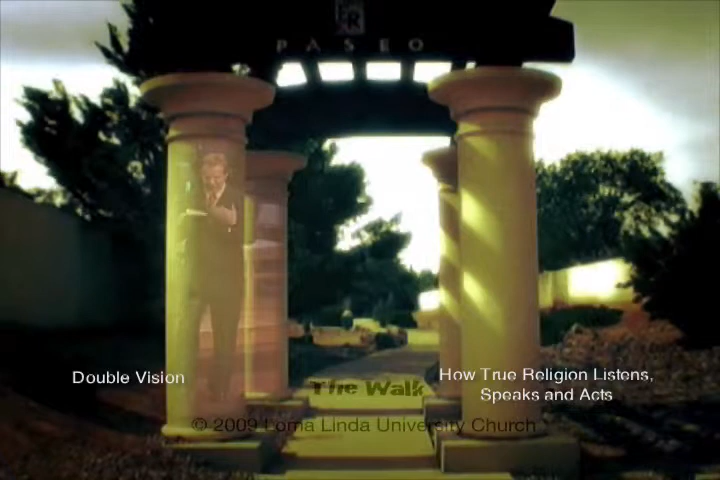 R
PASEO
Double Vision
How True Religion Listens,
Speaks and Acts
The Walk
© 2009 Loma Linda University Church